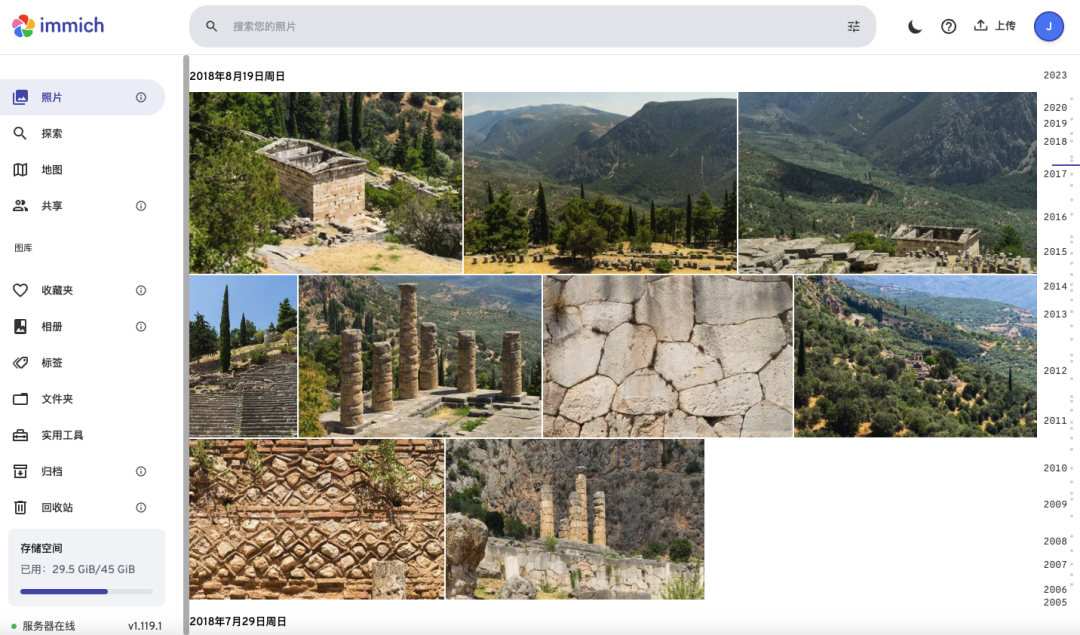 immich
搜索您的照片
上传
J
照片
探索
地图
共享
图库
收藏夹
相册
标签
文件夹
实用工具
归档
回收站
存储空间
已用：29.5 GiB/45 GiB
服务器在线
v1.119.1
2018年8月19日周日
2018年7月29日周日
2023
2020
2019
2018
2017
2016
2015
2014
2013
2012
2011
2010
2009
2008
2007
2006
2005